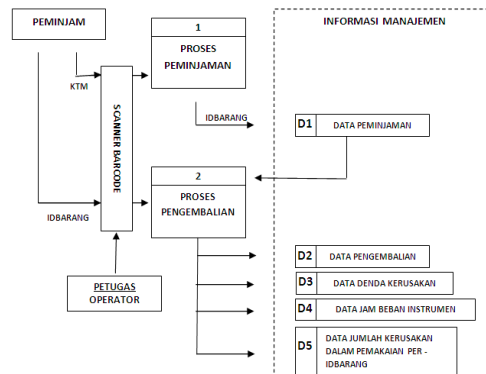 PEMINJAM
1
PROSES
PEMINJAMAN
INFORMASI MANAJEMEN
KTM
SCANNER BARCODE
IDBARANG
D1 DATA PEMINJAMAN
2
PROSES
PENGEMBALIAN
IDBARANG
PETUGAS
OPERATOR
D2 DATA PENGEMBALIAN
D3 DATA DENDA KERUSAKAN
D4 DATA JAM BEBAN INSTRUMEN
D5 DATA JUMLAH KERUSAKAN
DALAM PEMAKAIAN PER -
IDBARANG